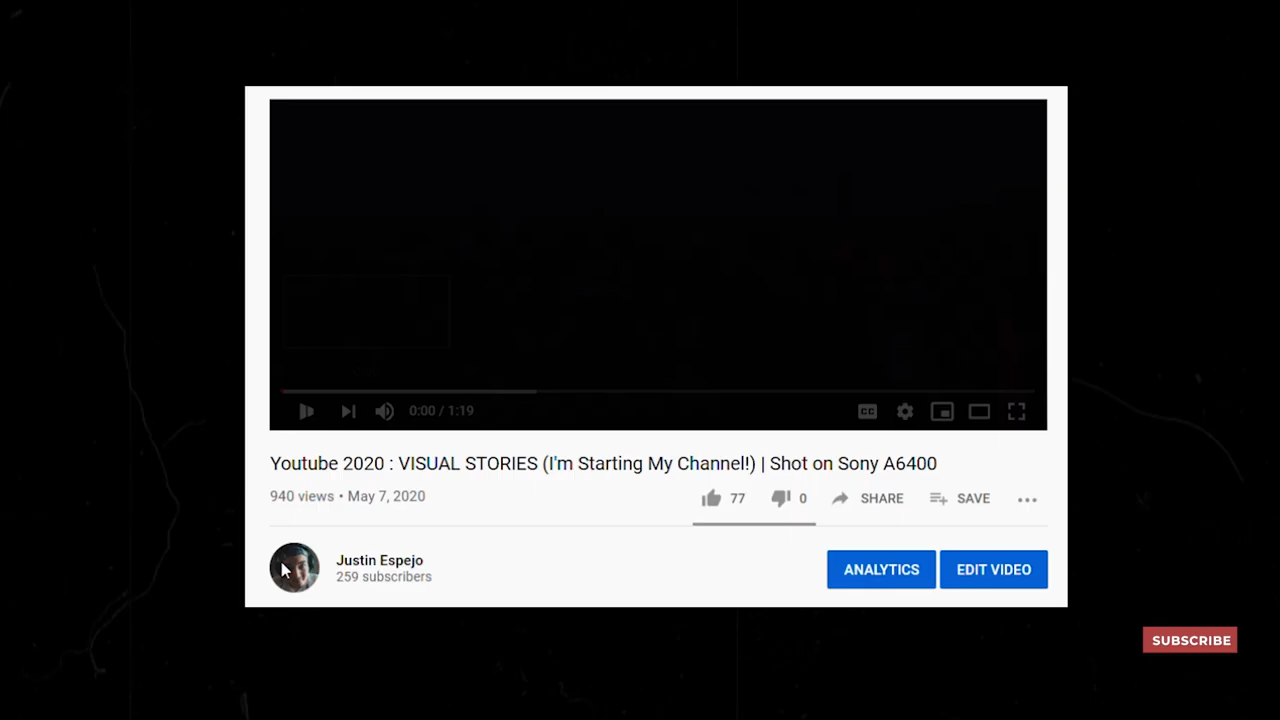 0:00 / 1:19
CC
Youtube 2020 : VISUAL STORIES (I'm Starting My Channel!) | Shot on Sony A6400
940 views • May 7, 2020
77
0
SHARE
SAVE
Justin Espejo
259 subscribers
ANALYTICS
EDIT VIDEO
SUBSCRIBE